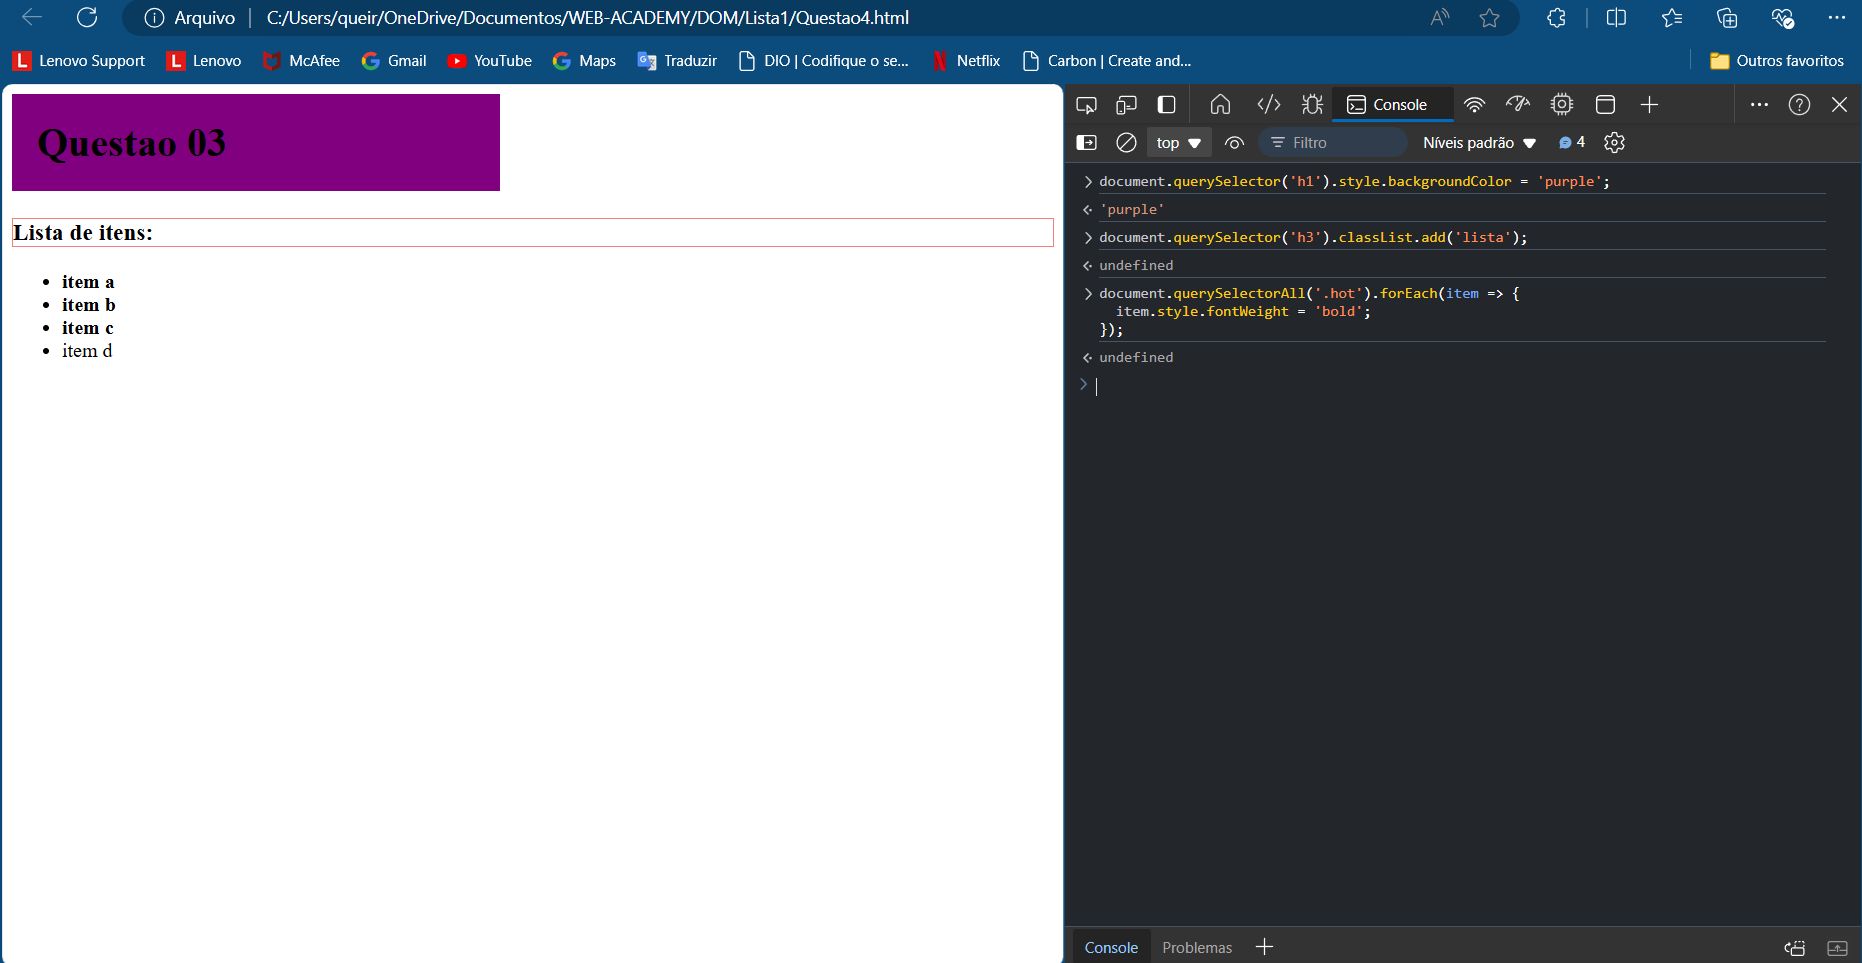 Arquivo C:/Users/queir/OneDrive/Documentos/WEB-ACADEMY/DOM/Lista1/Questao4.html
Lenovo Support Lenovo McAfee Gmail YouTube Maps Traduzir DIO | Codifique o se... Netflix Carbon | Create and... Outros favoritos
Questao 03
Lista de itens:
• item a
• item b
• item c
• item d
Console
top Filtro Níveis padrão 4
document.querySelector('h1').style.backgroundColor = 'purple';
'purple'
document.querySelector('h3').classList.add('lista');
undefined
document.querySelectorAll('.hot').forEach(item => {
  item.style.fontWeight = 'bold';
});
undefined
Console Problemas